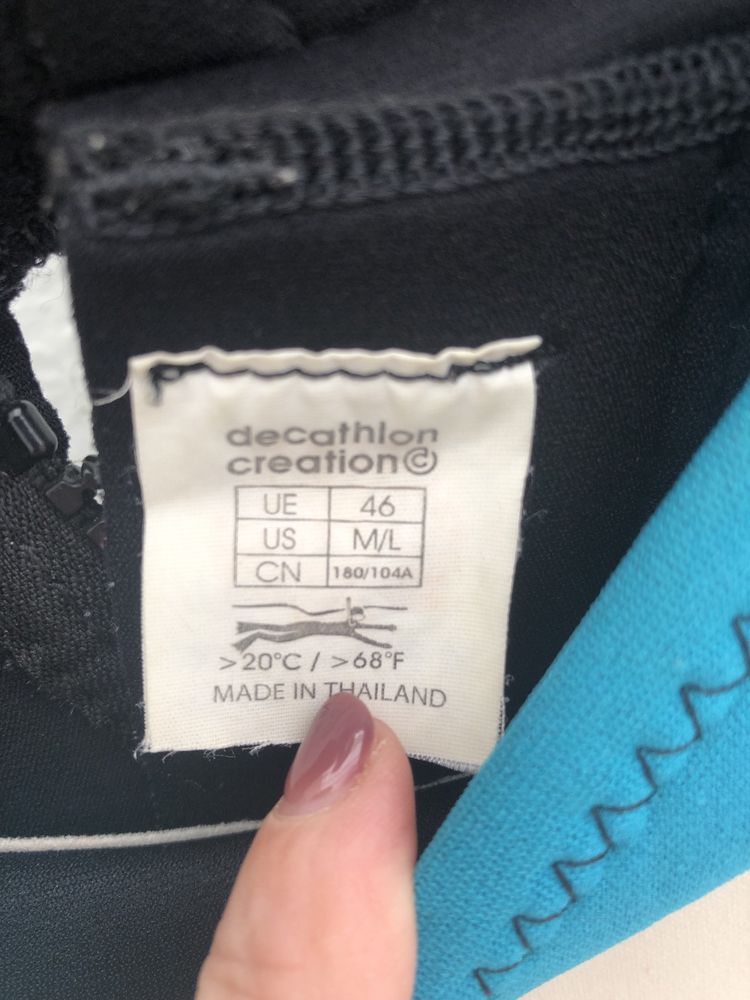 decathlon
creation©
UE 46
US M/L
CN 180/104A
>20°C / >68°F
MADE IN THAILAND